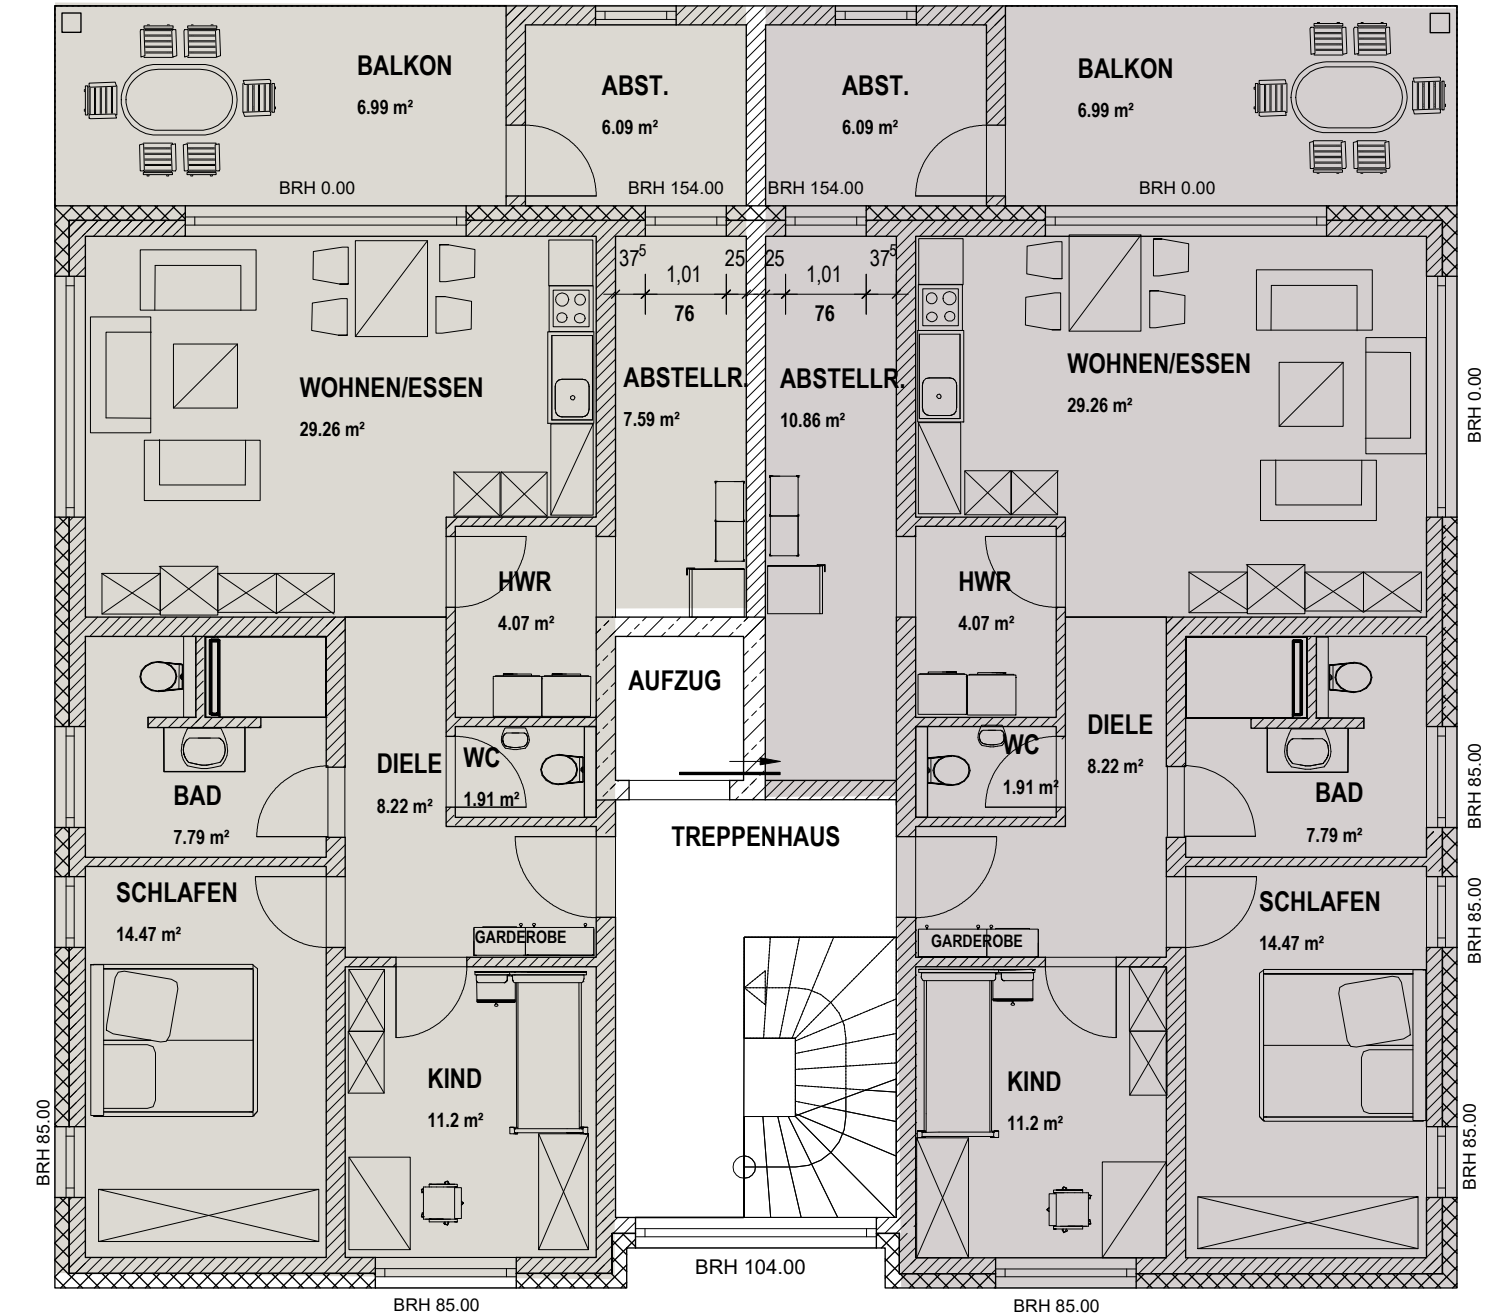 BALKON
6.99 m²
ABST.
6.09 m²
ABST.
6.09 m²
BALKON
6.99 m²
BRH 0.00
BRH 154.00
BRH 154.00
BRH 0.00
37⁵
1,01
25
76
25
1,01
37⁵
76
WOHNEN/ESSEN
29.26 m²
ABSTELLR.
7.59 m²
ABSTELLR.
10.86 m²
WOHNEN/ESSEN
29.26 m²
BRH 0.00
HWR
4.07 m²
HWR
4.07 m²
AUFZUG
DIELE
8.22 m²
WC
1.91 m²
WC
1.91 m²
DIELE
8.22 m²
BAD
7.79 m²
BAD
7.79 m²
BRH 85.00
TREPPENHAUS
SCHLAFEN
14.47 m²
SCHLAFEN
14.47 m²
BRH 85.00
GARDEROBE
GARDEROBE
KIND
11.2 m²
KIND
11.2 m²
BRH 85.00
BRH 85.00
BRH 104.00
BRH 85.00
BRH 85.00